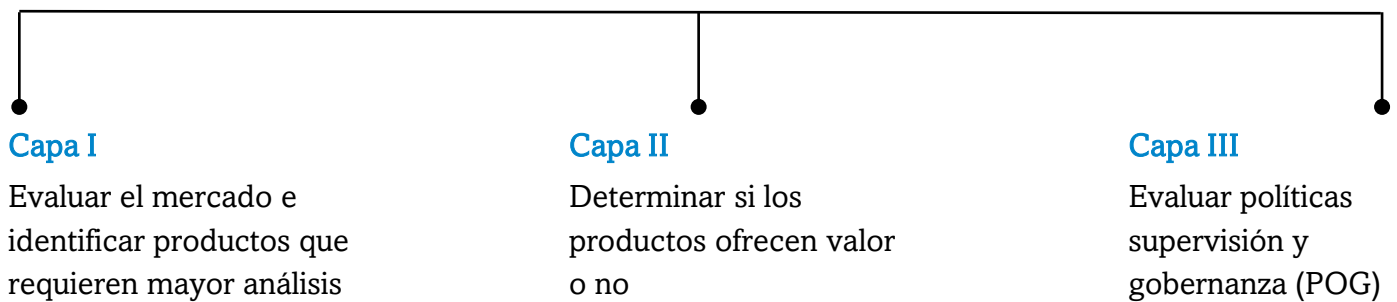 Capa I
Evaluar el mercado e
identificar productos que
requieren mayor análisis
Capa II
Determinar si los
productos ofrecen valor
o no
Capa III
Evaluar políticas
supervisión y
gobernanza (POG)